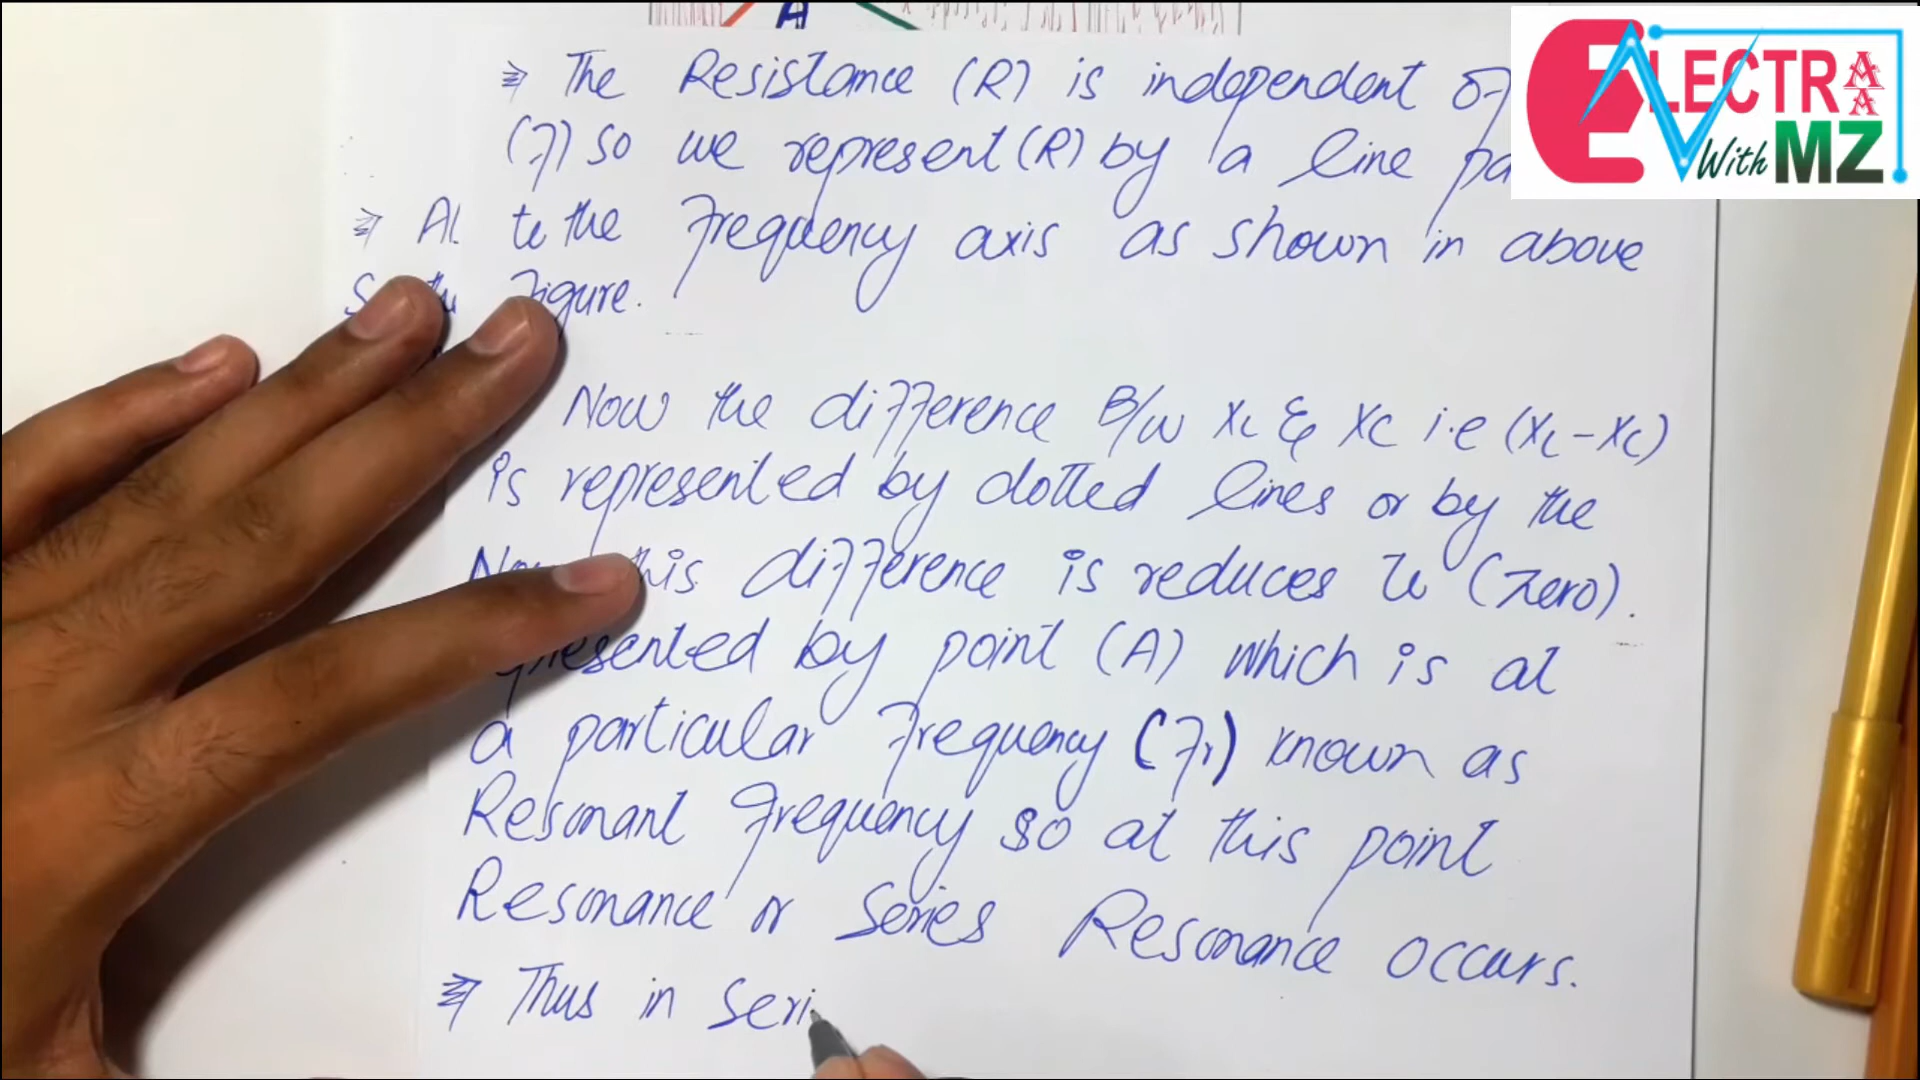 A
⇒ The Resistance (R) is independent of
(f) so we represent (R) by a line pa
to the frequency axis as shown in above
figure.
Now the difference B/w XL & XC i.e (XL-XC)
is represented by dotted lines or by the
this difference is reduces to (zero).
by point (A) which is at
a particular frequency (fr) known as
Resonant frequency so at this point
Resonance or Series Resonance occurs.
⇒ Thus in Seri
ELECTRA
With MZ